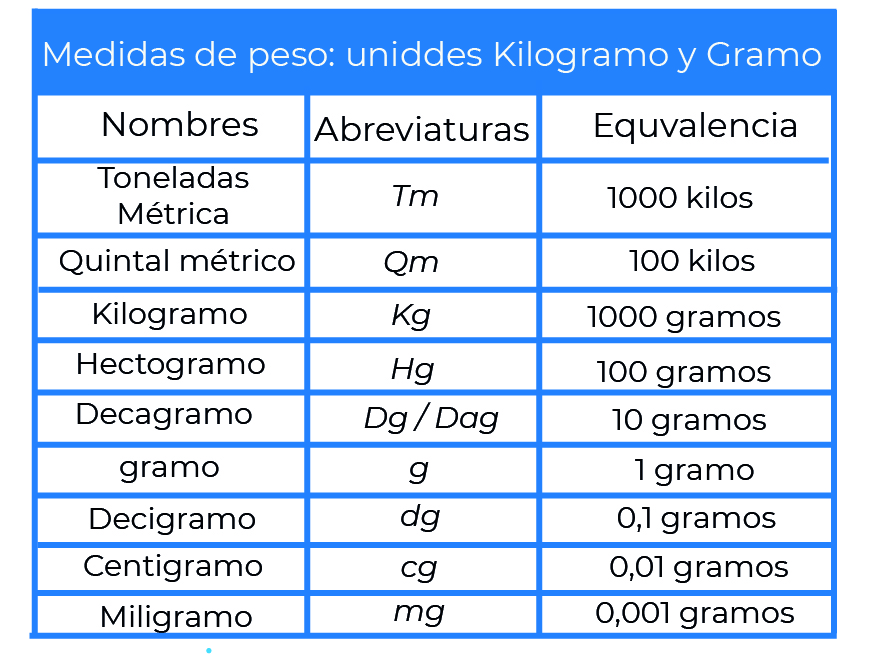 Medidas de peso: uniddes Kilogramo y Gramo
Nombres Abreviaturas Equvalencia
Toneladas
Métrica Tm 1000 kilos
Quintal métrico Qm 100 kilos
Kilogramo Kg 1000 gramos
Hectogramo Hg 100 gramos
Decagramo Dg / Dag 10 gramos
gramo g 1 gramo
Decigramo dg 0,1 gramos
Centigramo cg 0,01 gramos
Miligramo mg 0,001 gramos